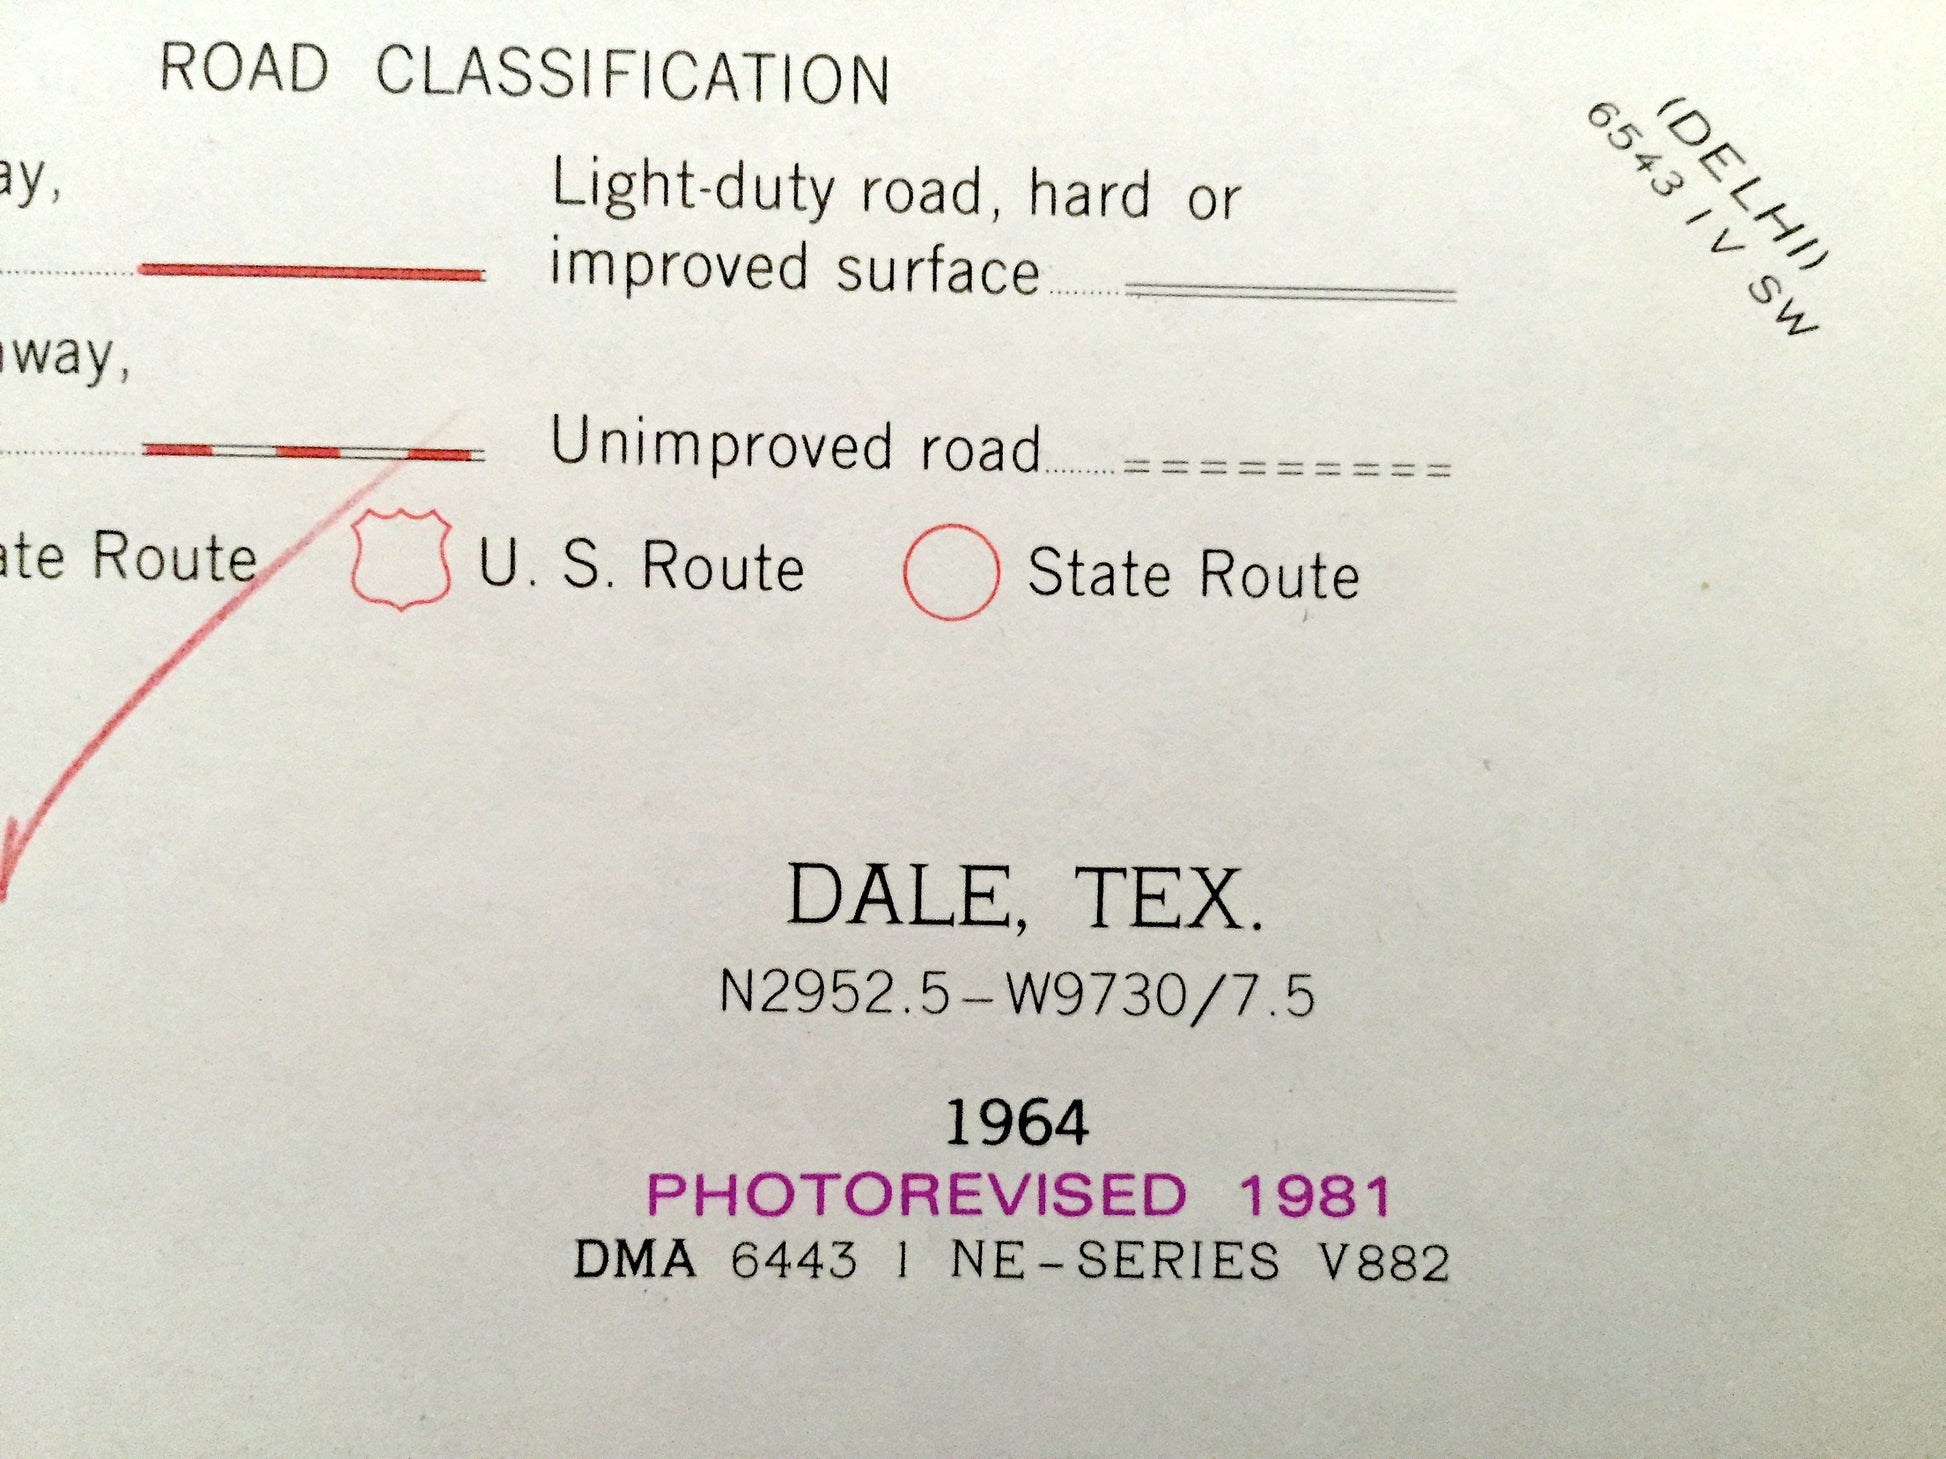 ROAD CLASSIFICATION
ay,
Light-duty road, hard or
improved surface
way,
Unimproved road
ate Route
U. S. Route
State Route
(DELHI)
6543 IV SW
DALE, TEX.
N2952.5–W9730/7.5
1964
PHOTOREVISED 1981
DMA 6443 I NE–SERIES V882